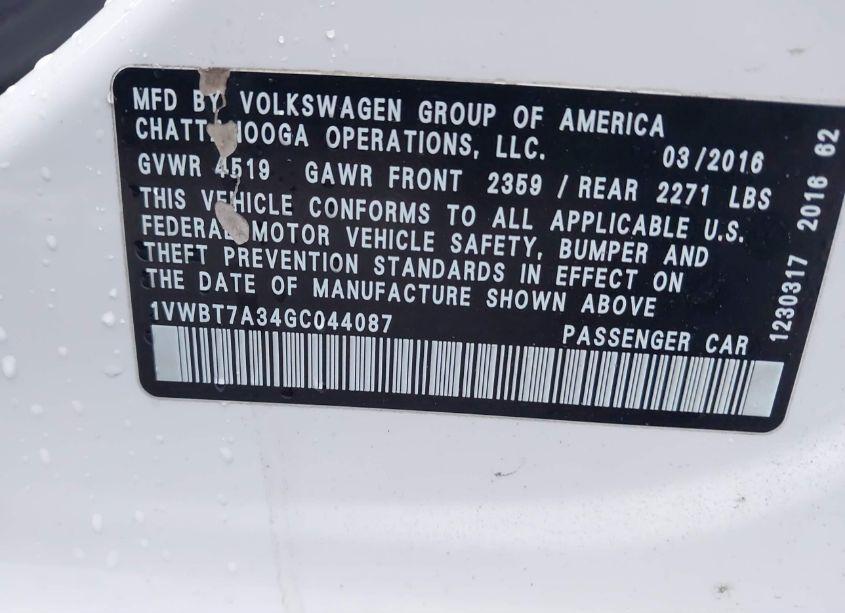 MFD BY VOLKSWAGEN GROUP OF AMERICA
CHATT OOGA OPERATIONS, LLC. 03/2016
GVWR 4519 GAWR FRONT 2359 / REAR 2271 LBS
THIS VEHICLE CONFORMS TO ALL APPLICABLE U.S.
FEDERAL MOTOR VEHICLE SAFETY, BUMPER AND
THEFT PREVENTION STANDARDS IN EFFECT ON
THE DATE OF MANUFACTURE SHOWN ABOVE
1VWBT7A34GC044087 PASSENGER CAR
1230317 2016 62